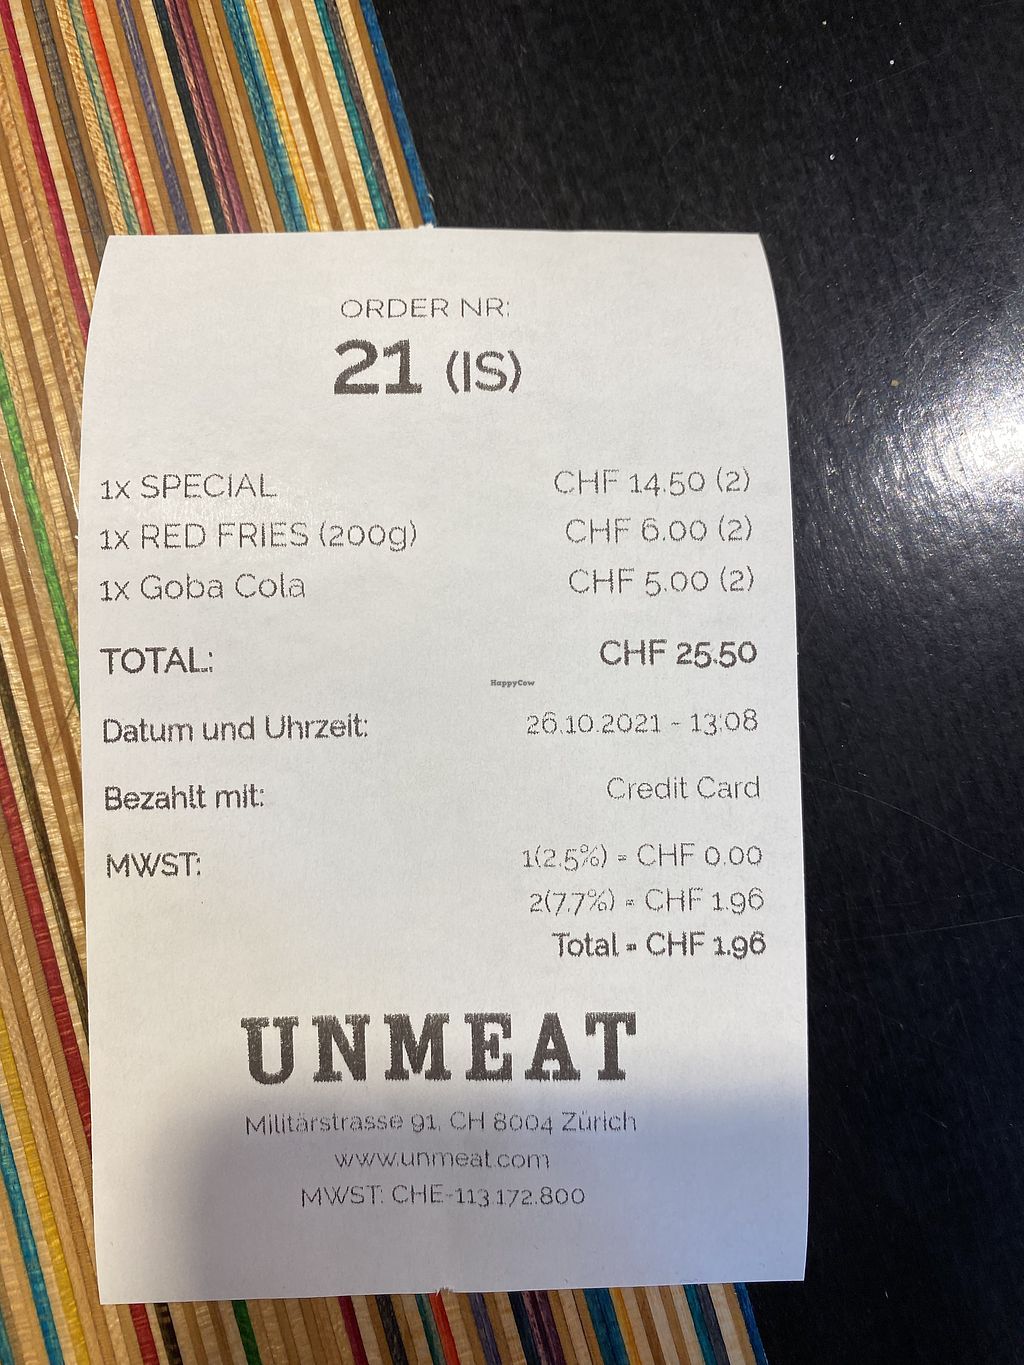 ORDER NR:
21 (IS)
1x SPECIAL CHF 14.50 (2)
1x RED FRIES (200g) CHF 6.00 (2)
1x Goba Cola CHF 5.00 (2)
TOTAL: CHF 25.50
HappyCow
Datum und Uhrzeit: 26.10.2021 - 13:08
Bezahlt mit: Credit Card
MWST: 1(2.5%) = CHF 0.00
2(7.7%) = CHF 1.96
Total = CHF 1.96
UNMEAT
Militärstrasse 91, CH 8004 Zürich
www.unmeat.com
MWST: CHE-113.172.800